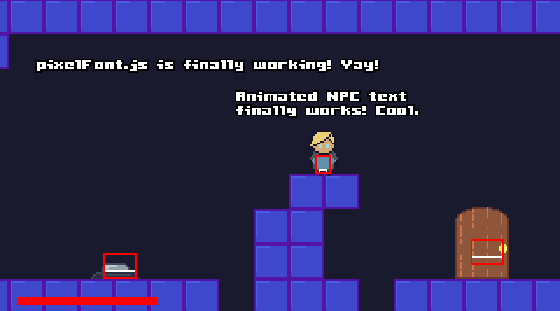 pixelFont.js is finally working! Yay!
Animated NPC text
finally works! Cool.